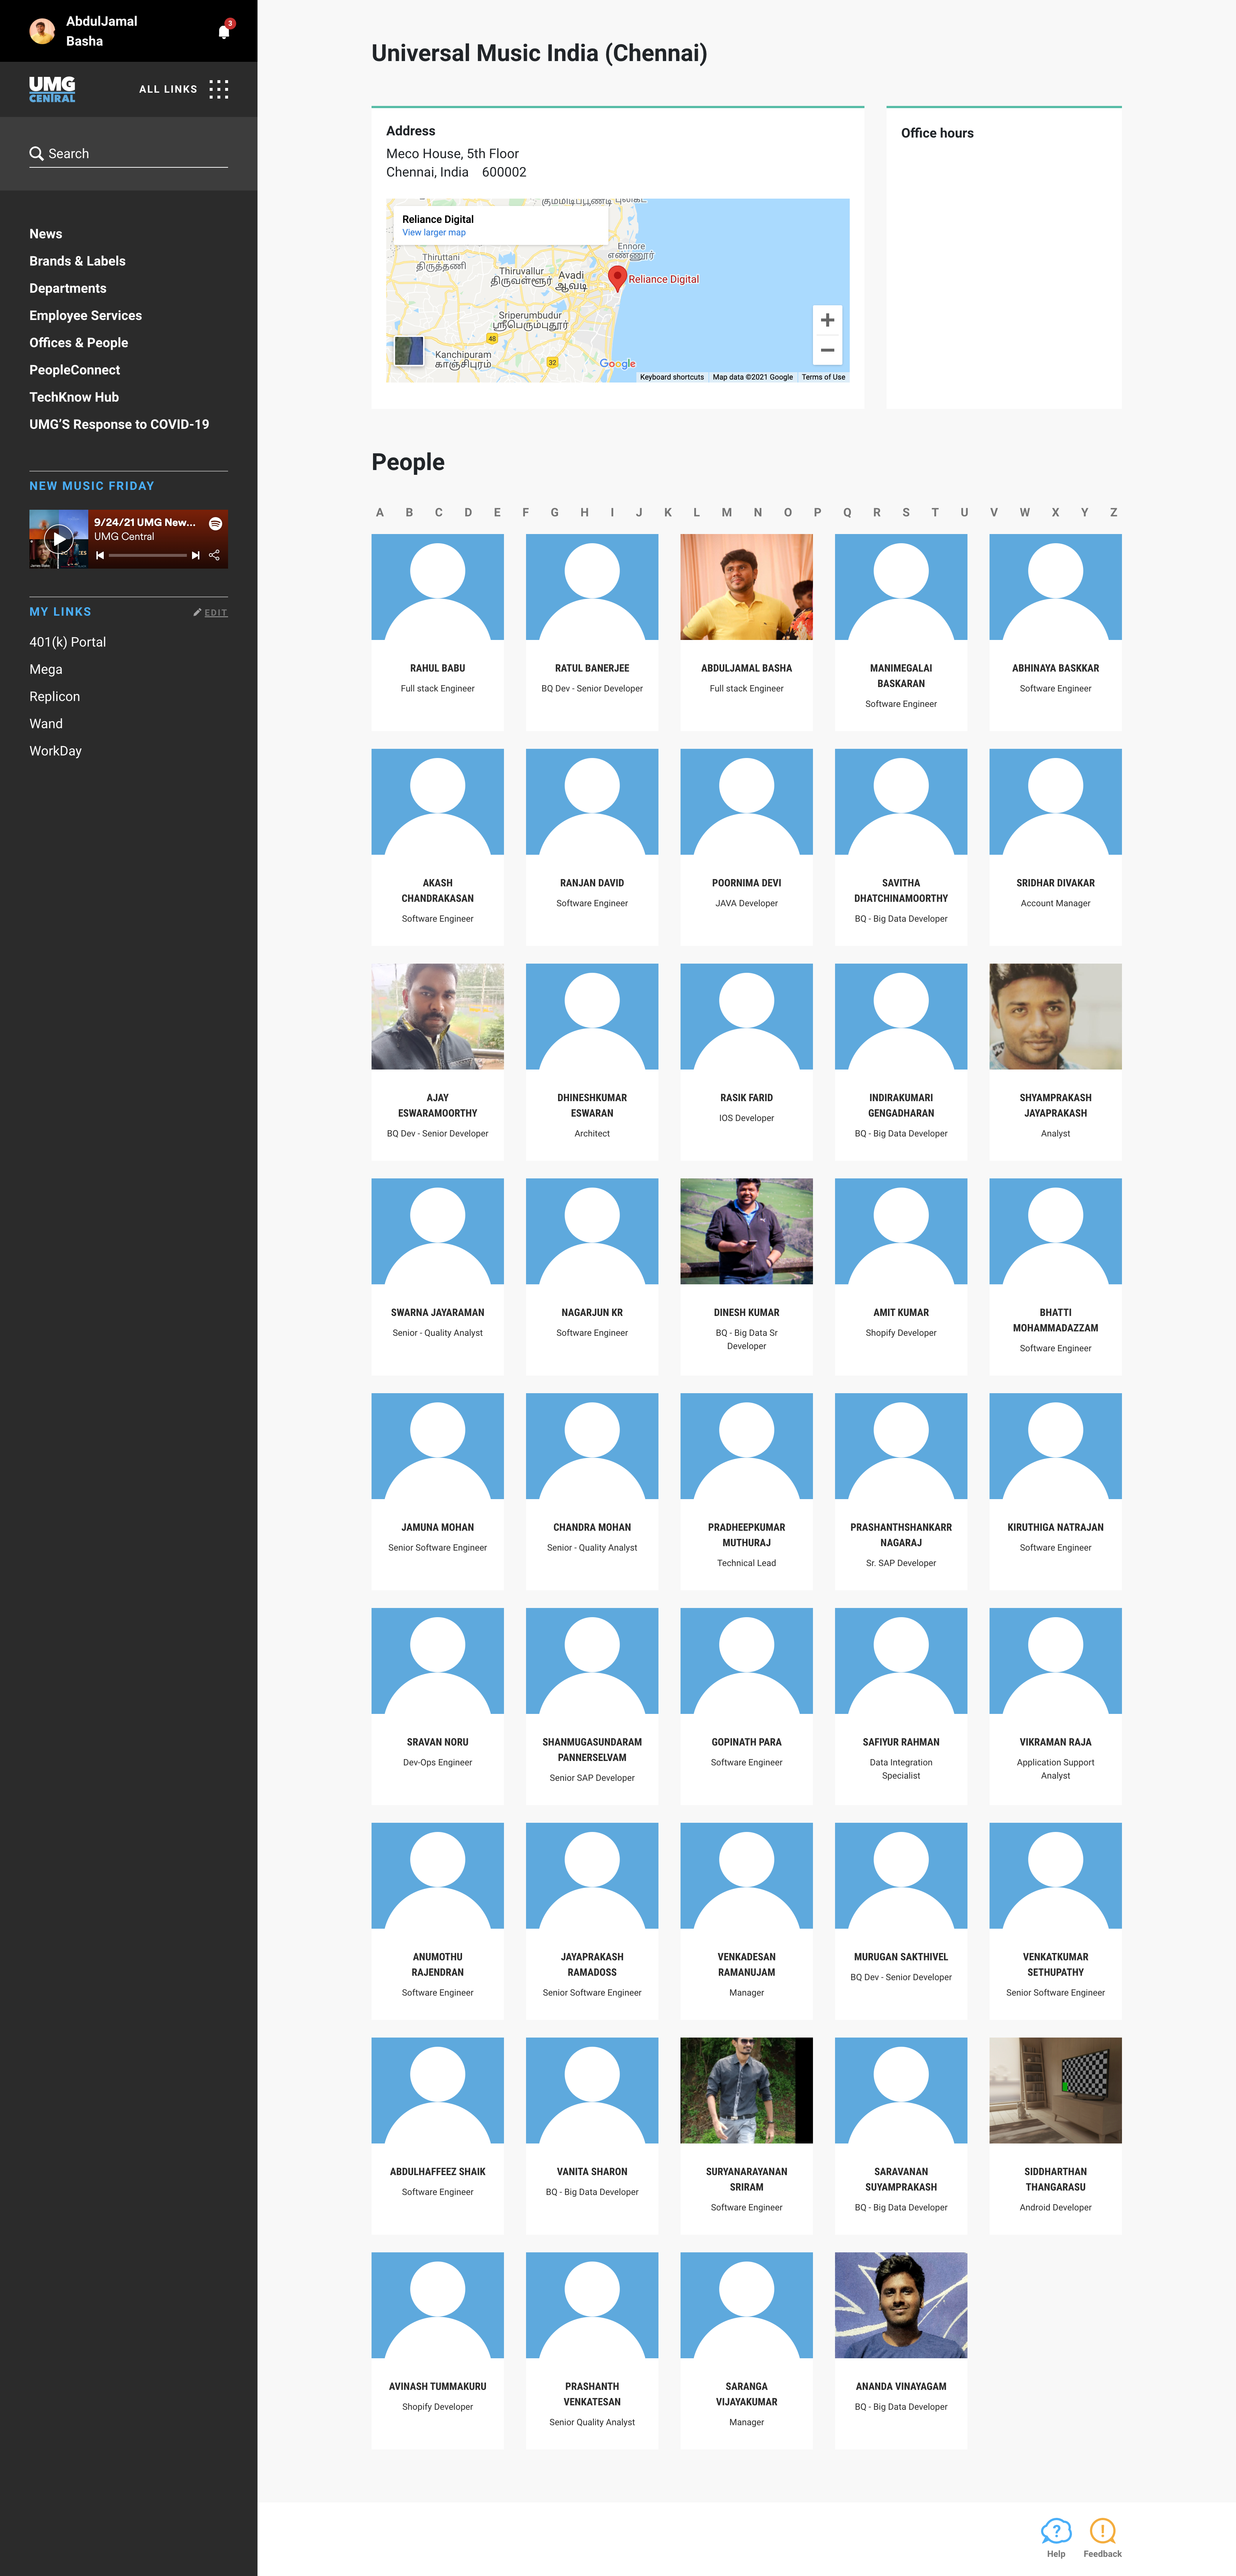 AbdulJamal
Basha
3
UMG
CENTRAL
ALL LINKS
Search
News
Brands & Labels
Departments
Employee Services
Offices & People
PeopleConnect
TechKnow Hub
UMG'S Response to COVID-19
NEW MUSIC FRIDAY
9/24/21 UMG New...
UMG Central
MY LINKS
EDIT
401(k) Portal
Mega
Replicon
Wand
WorkDay
Universal Music India (Chennai)
Address
Meco House, 5th Floor
Chennai, India 600002
Reliance Digital
View larger map
Ennore
எண்ணூர்
Thiruttani
திருத்தணி
Thiruvallur
திருவள்ளூர்
Avadi
ஆவடி
Reliance Digital
Sriperumbudur
ஸ்ரீபெரும்புதூர்
48
Kanchipuram
காஞ்சிபுரம்
32
Google
Keyboard shortcuts
Map data ©2021 Google
Terms of Use
Office hours
People
A B C D E F G H I J K L M N O P Q R S T U V W X Y Z
RAHUL BABU
Full stack Engineer
RATUL BANERJEE
BQ Dev - Senior Developer
ABDULJAMAL BASHA
Full stack Engineer
MANIMEGALAI
BASKARAN
Software Engineer
ABHINAYA BASKKAR
Software Engineer
AKASH
CHANDRAKASAN
Software Engineer
RANJAN DAVID
Software Engineer
POORNIMA DEVI
JAVA Developer
SAVITHA
DHATCHINAMOORTHY
BQ - Big Data Developer
SRIDHAR DIVAKAR
Account Manager
AJAY
ESWARAMOORTHY
BQ Dev - Senior Developer
DHINESHKUMAR
ESWARAN
Architect
RASIK FARID
IOS Developer
INDIRAKUMARI
GENGADHARAN
BQ - Big Data Developer
SHYAMPRAKASH
JAYAPRAKASH
Analyst
SWARNA JAYARAMAN
Senior - Quality Analyst
NAGARJUN KR
Software Engineer
DINESH KUMAR
BQ - Big Data Sr
Developer
AMIT KUMAR
Shopify Developer
BHATTI
MOHAMMADAZZAM
Software Engineer
JAMUNA MOHAN
Senior Software Engineer
CHANDRA MOHAN
Senior - Quality Analyst
PRADHEEPKUMAR
MUTHURAJ
Technical Lead
PRASHANTHSHANKARR
NAGARAJ
Sr. SAP Developer
KIRUTHIGA NATRAJAN
Software Engineer
SRAVAN NORU
Dev-Ops Engineer
SHANMUGASUNDARAM
PANNERSELVAM
Senior SAP Developer
GOPINATH PARA
Software Engineer
SAFIYUR RAHMAN
Data Integration
Specialist
VIKRAMAN RAJA
Application Support
Analyst
ANUMOTHU
RAJENDRAN
Software Engineer
JAYAPRAKASH
RAMADOSS
Senior Software Engineer
VENKADESAN
RAMANUJAM
Manager
MURUGAN SAKTHIVEL
BQ Dev - Senior Developer
VENKATKUMAR
SETHUPATHY
Senior Software Engineer
ABDULHAFFEEZ SHAIK
Software Engineer
VANITA SHARON
BQ - Big Data Developer
SURYANARAYANAN
SRIRAM
Software Engineer
SARAVANAN
SUYAMPRAKASH
BQ - Big Data Developer
SIDDHARTHAN
THANGARASU
Android Developer
AVINASH TUMMAKURU
Shopify Developer
PRASHANTH
VENKATESAN
Senior Quality Analyst
SARANGA
VIJAYAKUMAR
Manager
ANANDA VINAYAGAM
BQ - Big Data Developer
Help
Feedback